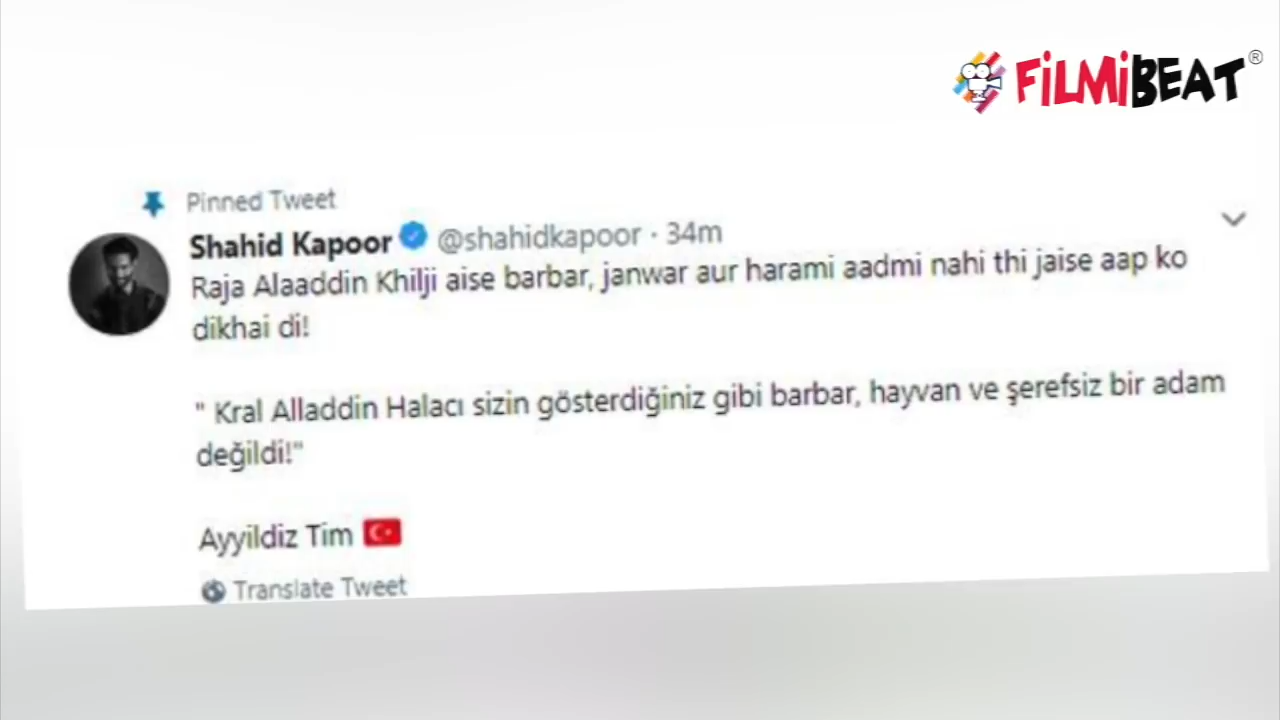 FiLMiBEAT®
Pinned Tweet
Shahid Kapoor @shahidkapoor · 34m
Raja Alaaddin Khilji aise barbar, janwar aur harami aadmi nahi thi jaise aap ko
dikhai di!
" Kral Alladdin Halacı sizin gösterdiğiniz gibi barbar, hayvan ve şerefsiz bir adam
değildi!"
Ayyildiz Tim
Translate Tweet